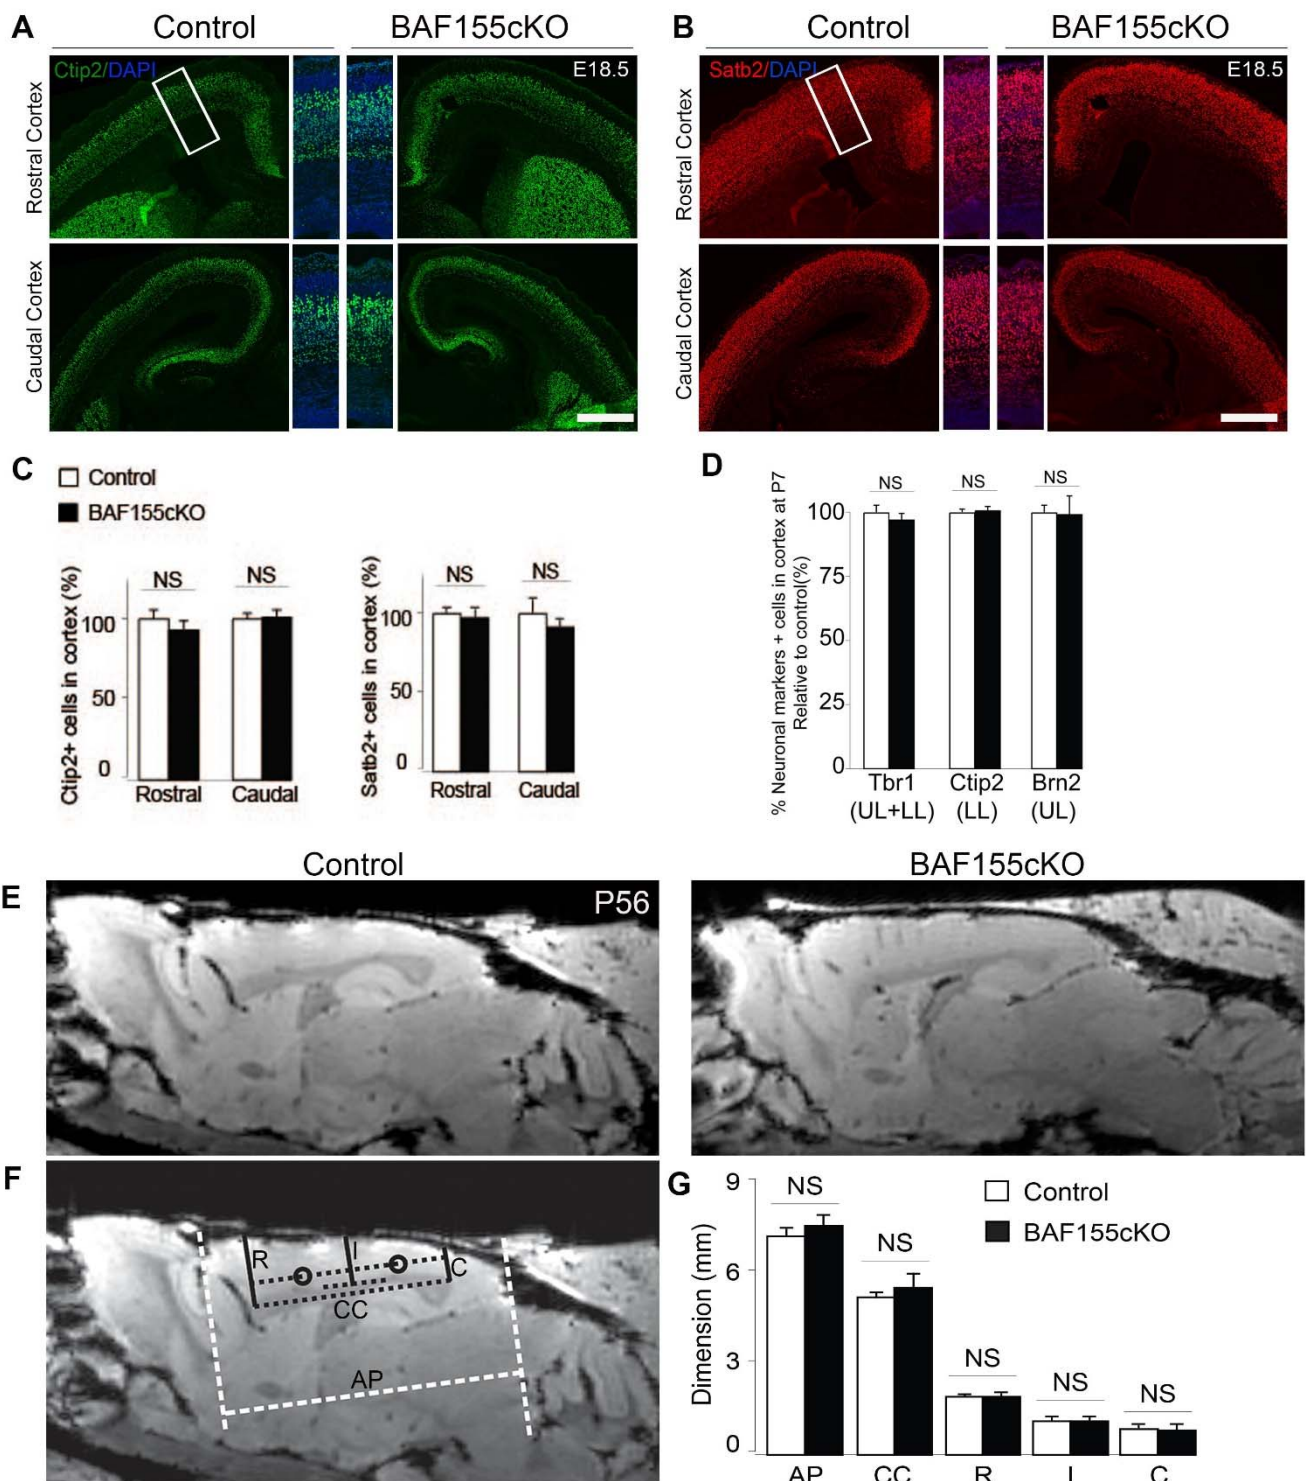 A
Control
BAF155cKO
B
Control
BAF155cKO
Rostral Cortex
Ctip2/DAPI
E18.5
Rostral Cortex
Satb2/DAPI
E18.5
Caudal Cortex
Caudal Cortex
C
Control
BAF155cKO
Ctip2+ cells in cortex (%)
100
50
0
NS
NS
Rostral
Caudal
Satb2+ cells in cortex (%)
100
50
0
NS
NS
Rostral
Caudal
D
% Neuronal markers + cells in cortex at P7
Relative to control(%)
100
75
50
25
0
NS
NS
NS
Tbr1
(UL+LL)
Ctip2
(LL)
Brn2
(UL)
Control
BAF155cKO
E
P56
F
R
I
C
CC
AP
G
Dimension (mm)
9
6
3
0
NS
NS
NS
NS
NS
Control
BAF155cKO
AP
CC
R
I
C